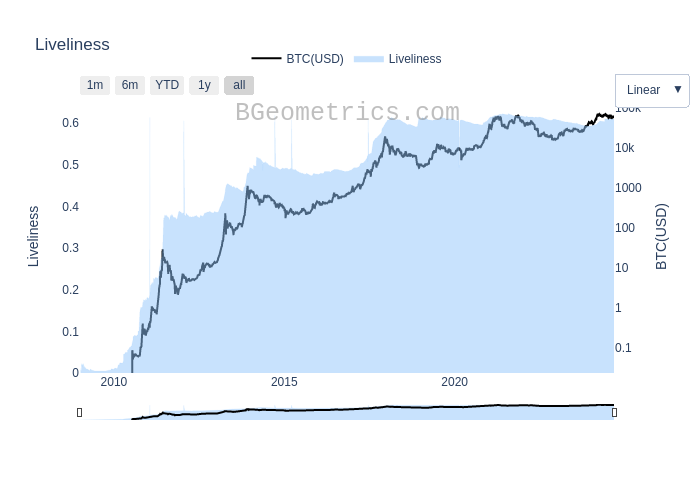 Liveliness
BTC(USD) Liveliness
1m 6m YTD 1y all
Linear ▼
BGeometrics.com
0.6
0.5
0.4
0.3
0.2
0.1
0
Liveliness
100k
10k
1000
100
10
1
0.1
BTC(USD)
2010 2015 2020